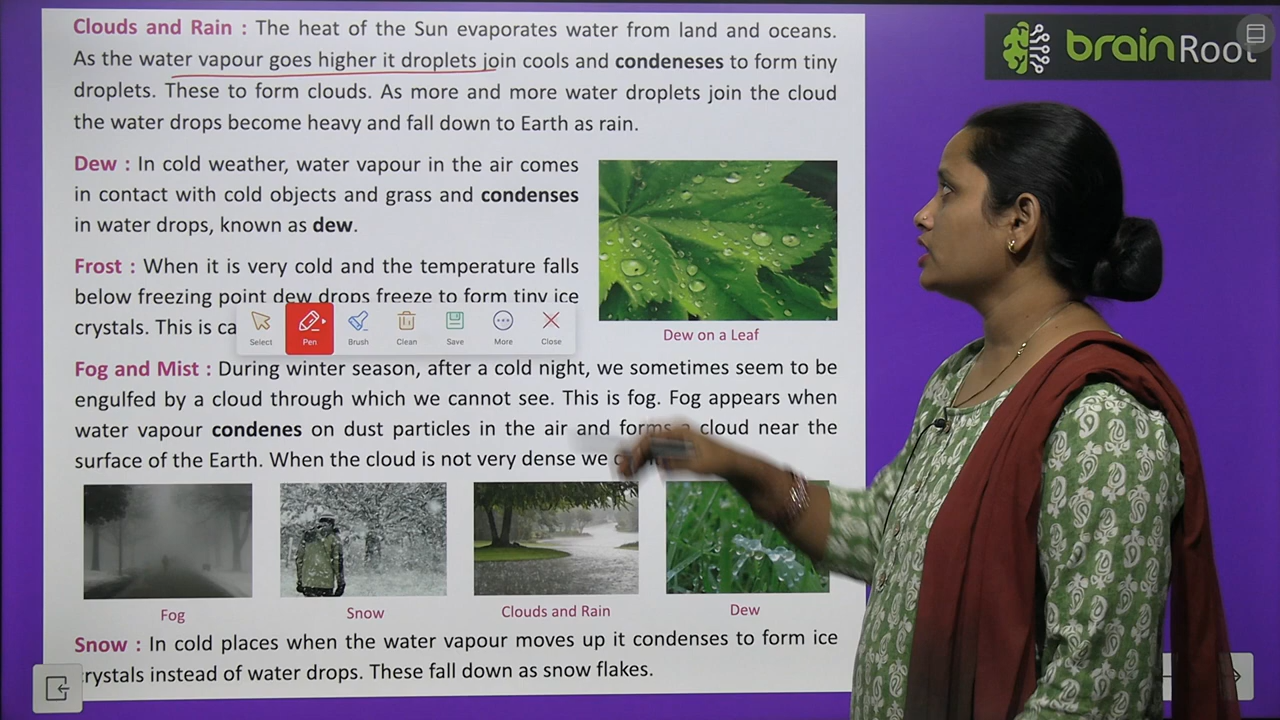 Clouds and Rain : The heat of the Sun evaporates water from land and oceans.
As the water vapour goes higher it droplets join cools and condeneses to form tiny
droplets. These to form clouds. As more and more water droplets join the cloud
the water drops become heavy and fall down to Earth as rain.
brainRoot
Dew : In cold weather, water vapour in the air comes
in contact with cold objects and grass and condenses
in water drops, known as dew.
Frost : When it is very cold and the temperature falls
below freezing point dew drops freeze to form tiny ice
crystals. This is
Select Pen Brush Clean Save More Close
Dew on a Leaf
Fog and Mist : During winter season, after a cold night, we sometimes seem to be
engulfed by a cloud through which we cannot see. This is fog. Fog appears when
water vapour condenes on dust particles in the air and forms a cloud near the
surface of the Earth. When the cloud is not very dense we
Fog
Snow
Clouds and Rain
Dew
Snow : In cold places when the water vapour moves up it condenses to form ice
crystals instead of water drops. These fall down as snow flakes.